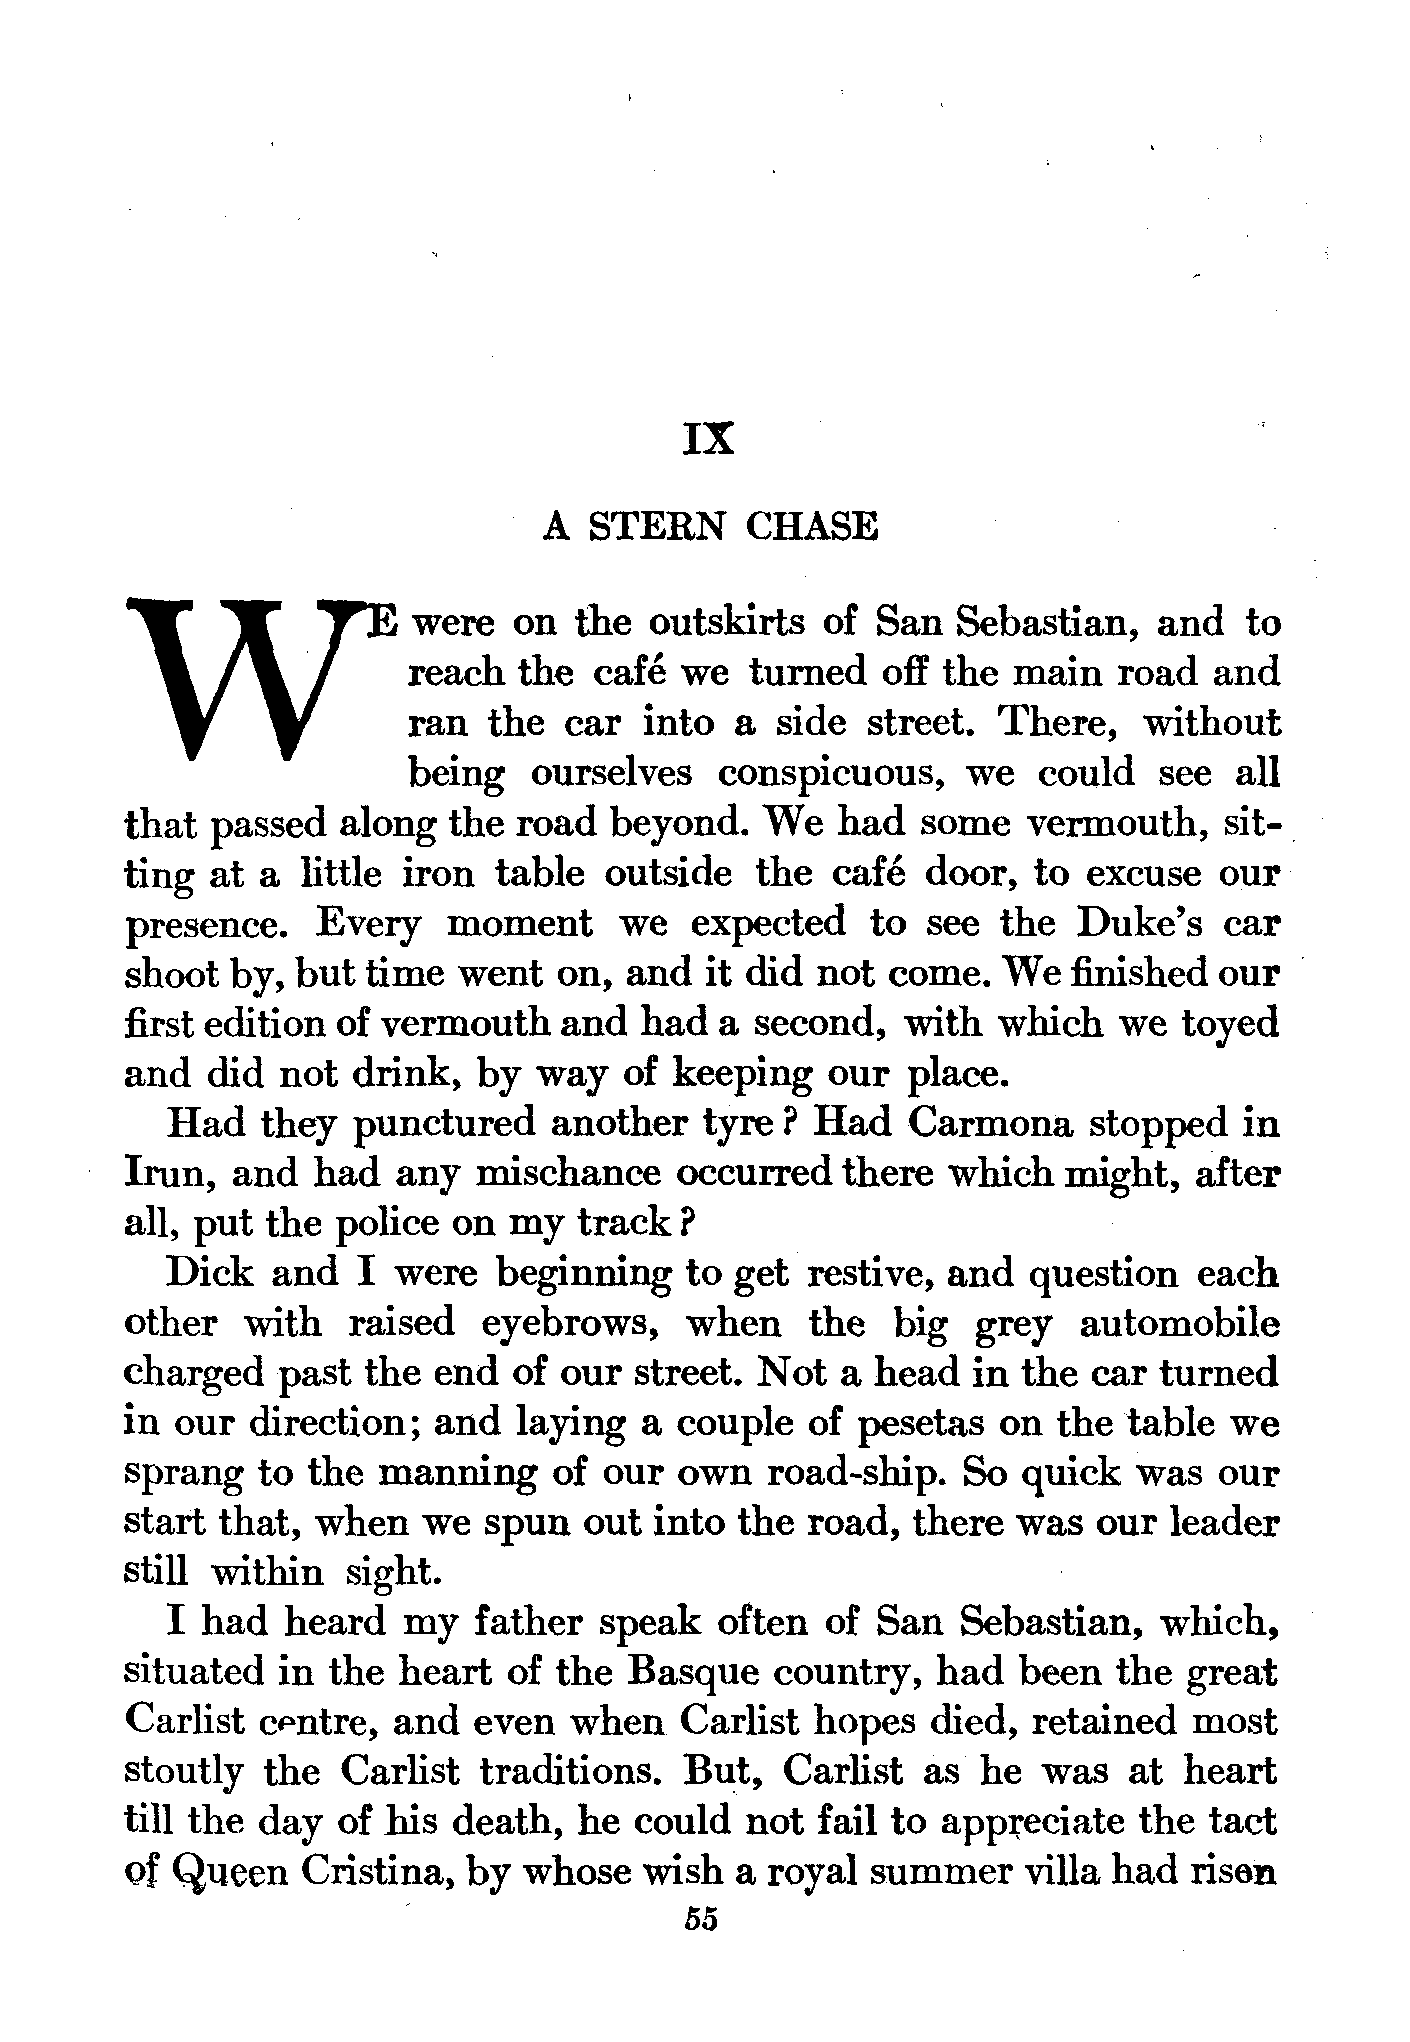 IX
A STERN CHASE
WE were on the outskirts of San Sebastian, and to
reach the café we turned off the main road and
ran the car into a side street. There, without
being ourselves conspicuous, we could see all
that passed along the road beyond. We had some vermouth, sit-
ting at a little iron table outside the café door, to excuse our
presence. Every moment we expected to see the Duke's car
shoot by, but time went on, and it did not come. We finished our
first edition of vermouth and had a second, with which we toyed
and did not drink, by way of keeping our place.
Had they punctured another tyre? Had Carmona stopped in
Irun, and had any mischance occurred there which might, after
all, put the police on my track?
Dick and I were beginning to get restive, and question each
other with raised eyebrows, when the big grey automobile
charged past the end of our street. Not a head in the car turned
in our direction; and laying a couple of pesetas on the table we
sprang to the manning of our own road-ship. So quick was our
start that, when we spun out into the road, there was our leader
still within sight.
I had heard my father speak often of San Sebastian, which,
situated in the heart of the Basque country, had been the great
Carlist centre, and even when Carlist hopes died, retained most
stoutly the Carlist traditions. But, Carlist as he was at heart
till the day of his death, he could not fail to appreciate the tact
of Queen Cristina, by whose wish a royal summer villa had risen
55